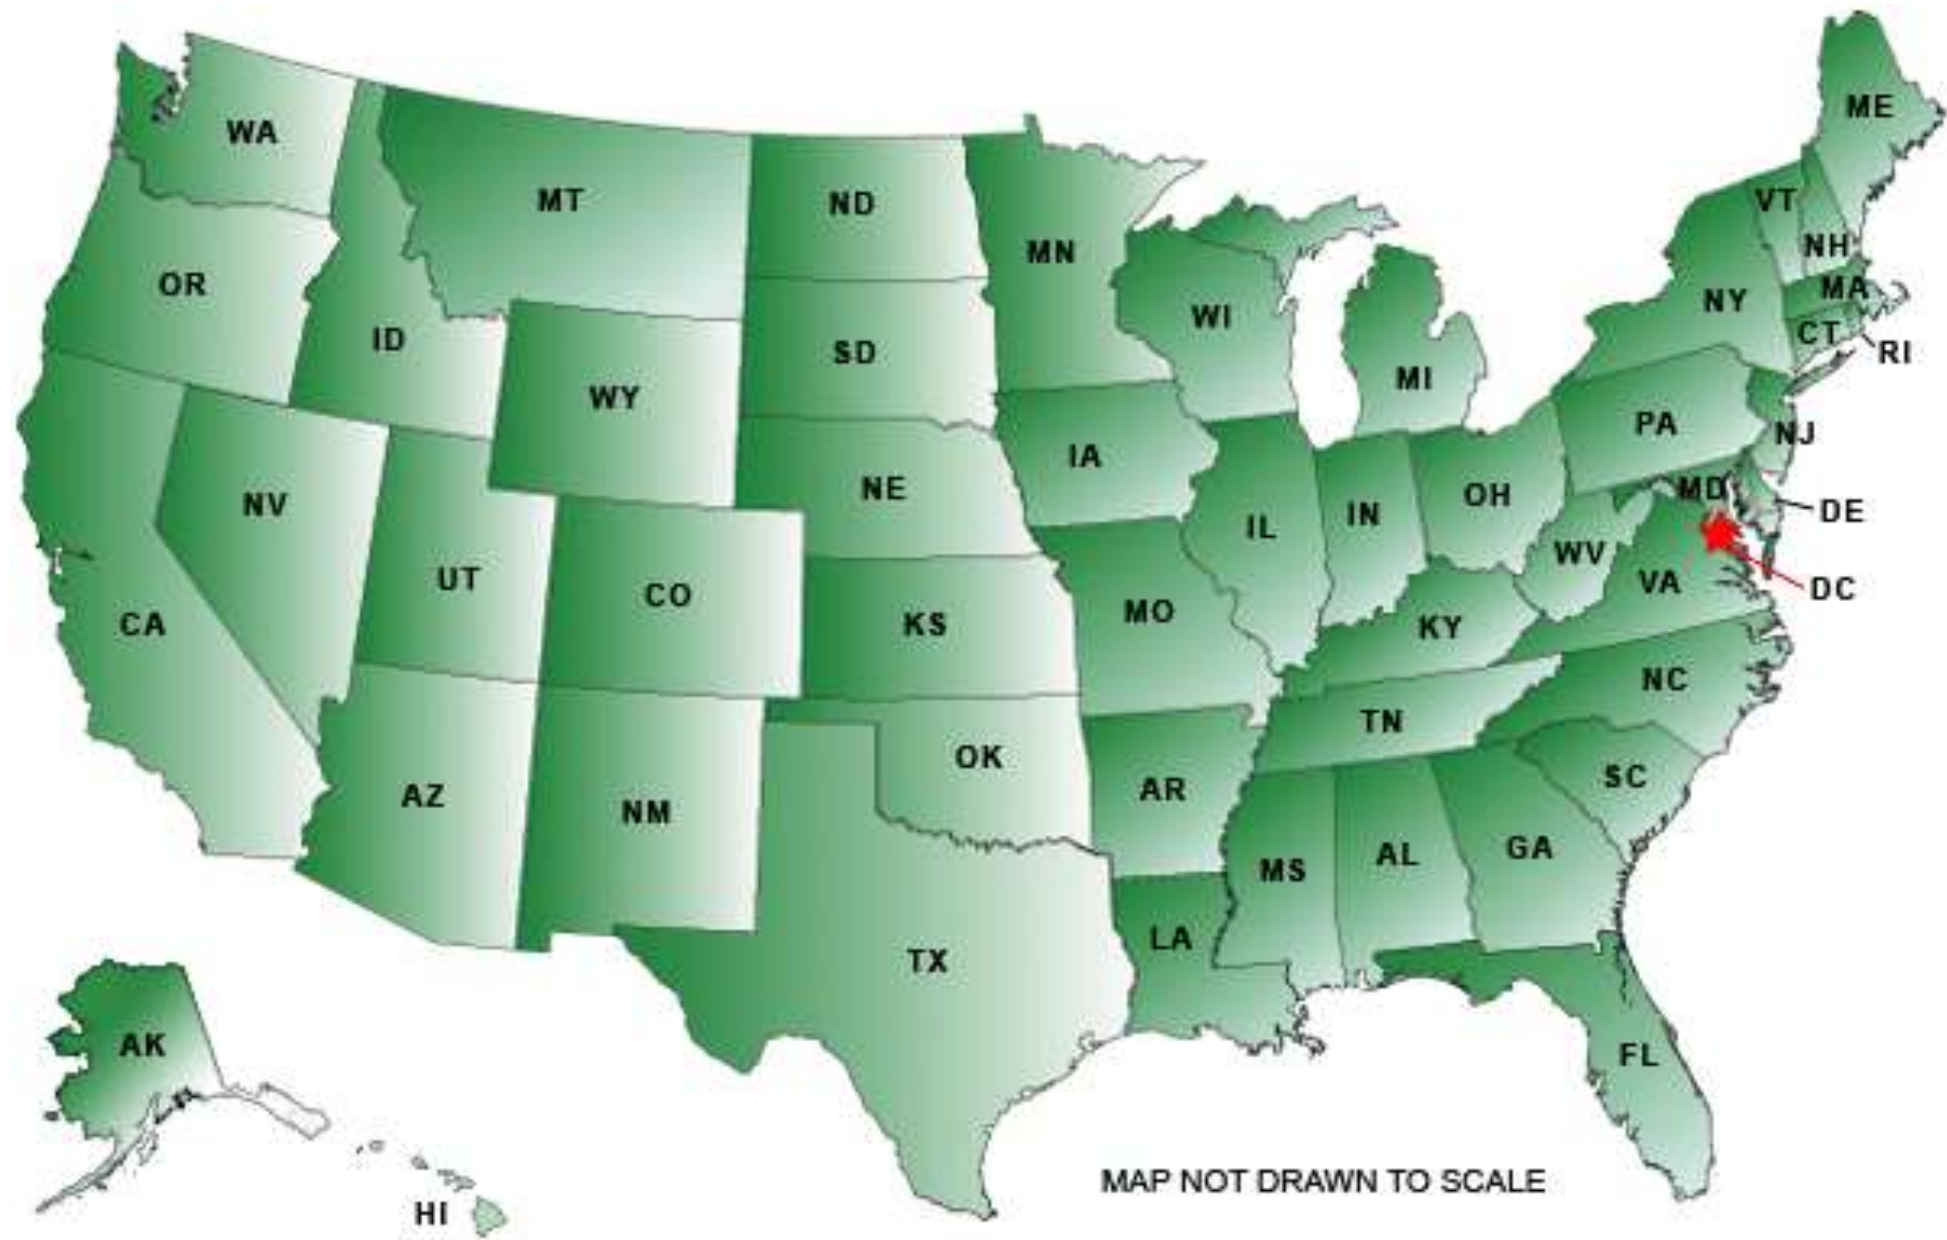 WA
MT
ND
MN
ME
VT
NH
OR
ID
SD
WI
MI
NY
MA
CT
RI
WY
IA
PA
NJ
NV
NE
IL
IN
OH
MD
DE
UT
CO
KS
MO
WV
VA
DC
CA
KY
NC
AZ
NM
OK
AR
TN
SC
TX
LA
MS
AL
GA
FL
AK
HI
MAP NOT DRAWN TO SCALE